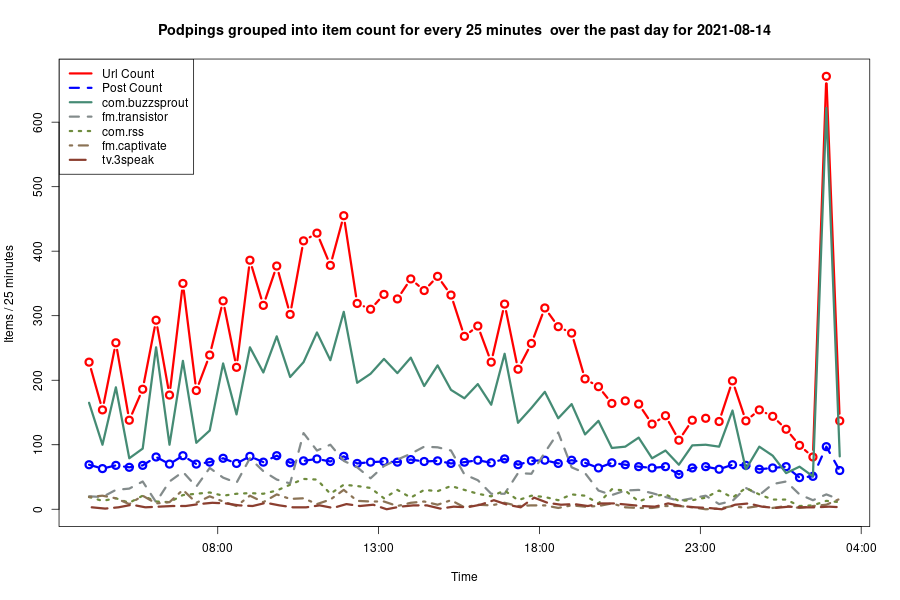 Podpings grouped into item count for every 25 minutes  over the past day for 2021-08-14
Url Count
Post Count
com.buzzsprout
fm.transistor
com.rss
fm.captivate
tv.3speak
Items / 25 minutes
600
500
400
300
200
100
0
08:00
13:00
18:00
23:00
04:00
Time